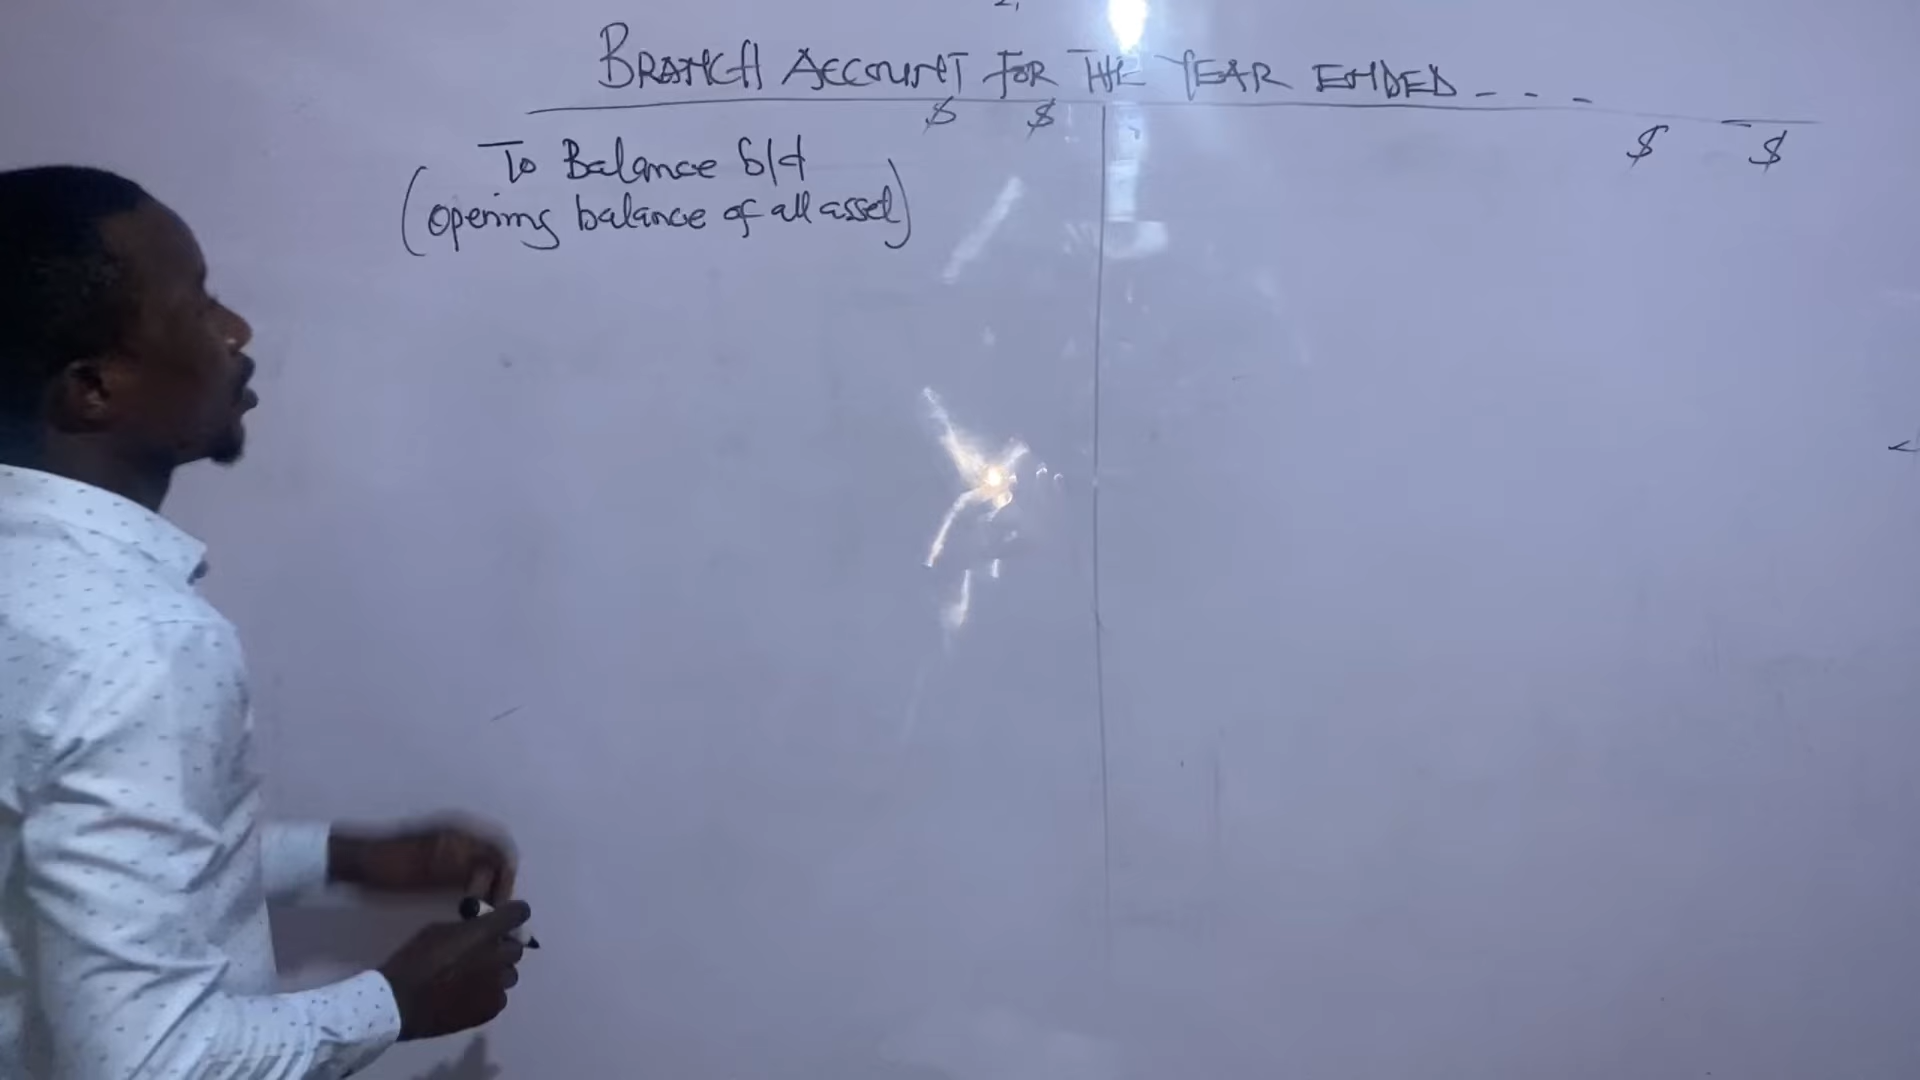 BRANCH ACCOUNT FOR THE YEAR ENDED - - -
$ $
$ $
To Balance b/d
(opening balance of all asset)